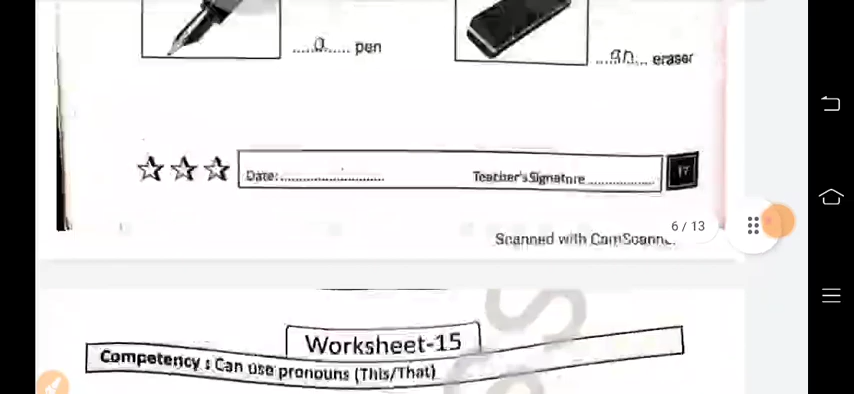 .....a...... pen
.....an... eraser
Date:........................... Teacher's Signature .................
17
6 / 13
Scanned with CamScanne
Worksheet-15
Competency : Can use pronouns (This/That)